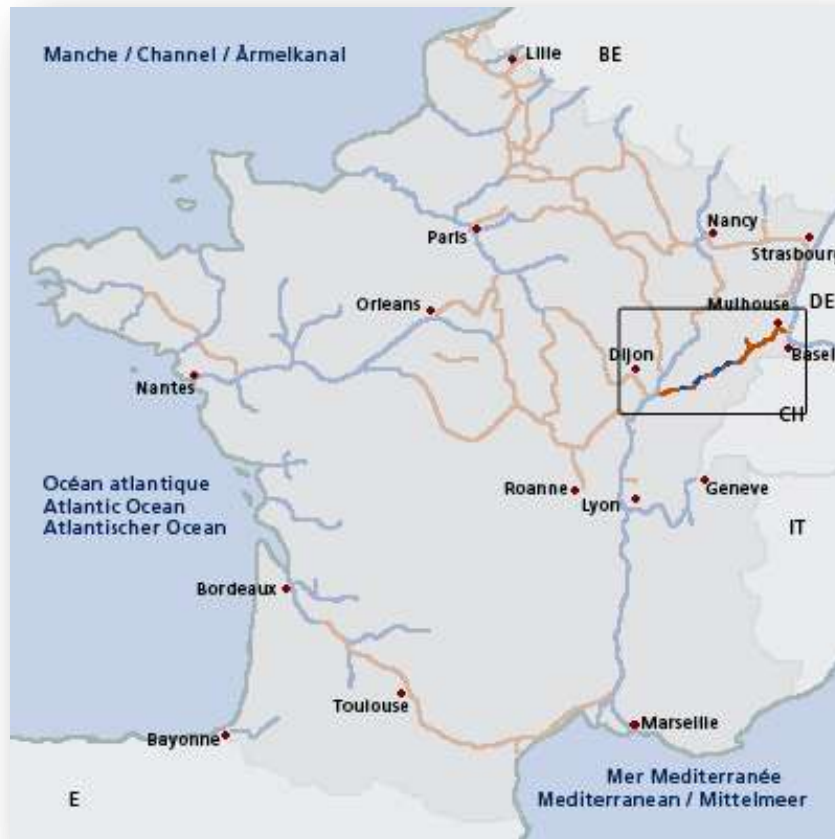 Manche / Channel / Årmelkanal
Lille
BE
Paris
Nancy
Strasbourg
Orleans
Mulhouse
DE
Dijon
Basel
Nantes
CH
Océan atlantique
Atlantic Ocean
Atlantischer Ocean
Roanne
Lyon
Geneve
IT
Bordeaux
Toulouse
Marseille
Bayonne
E
Mer Mediterranée
Mediterranean / Mittelmeer